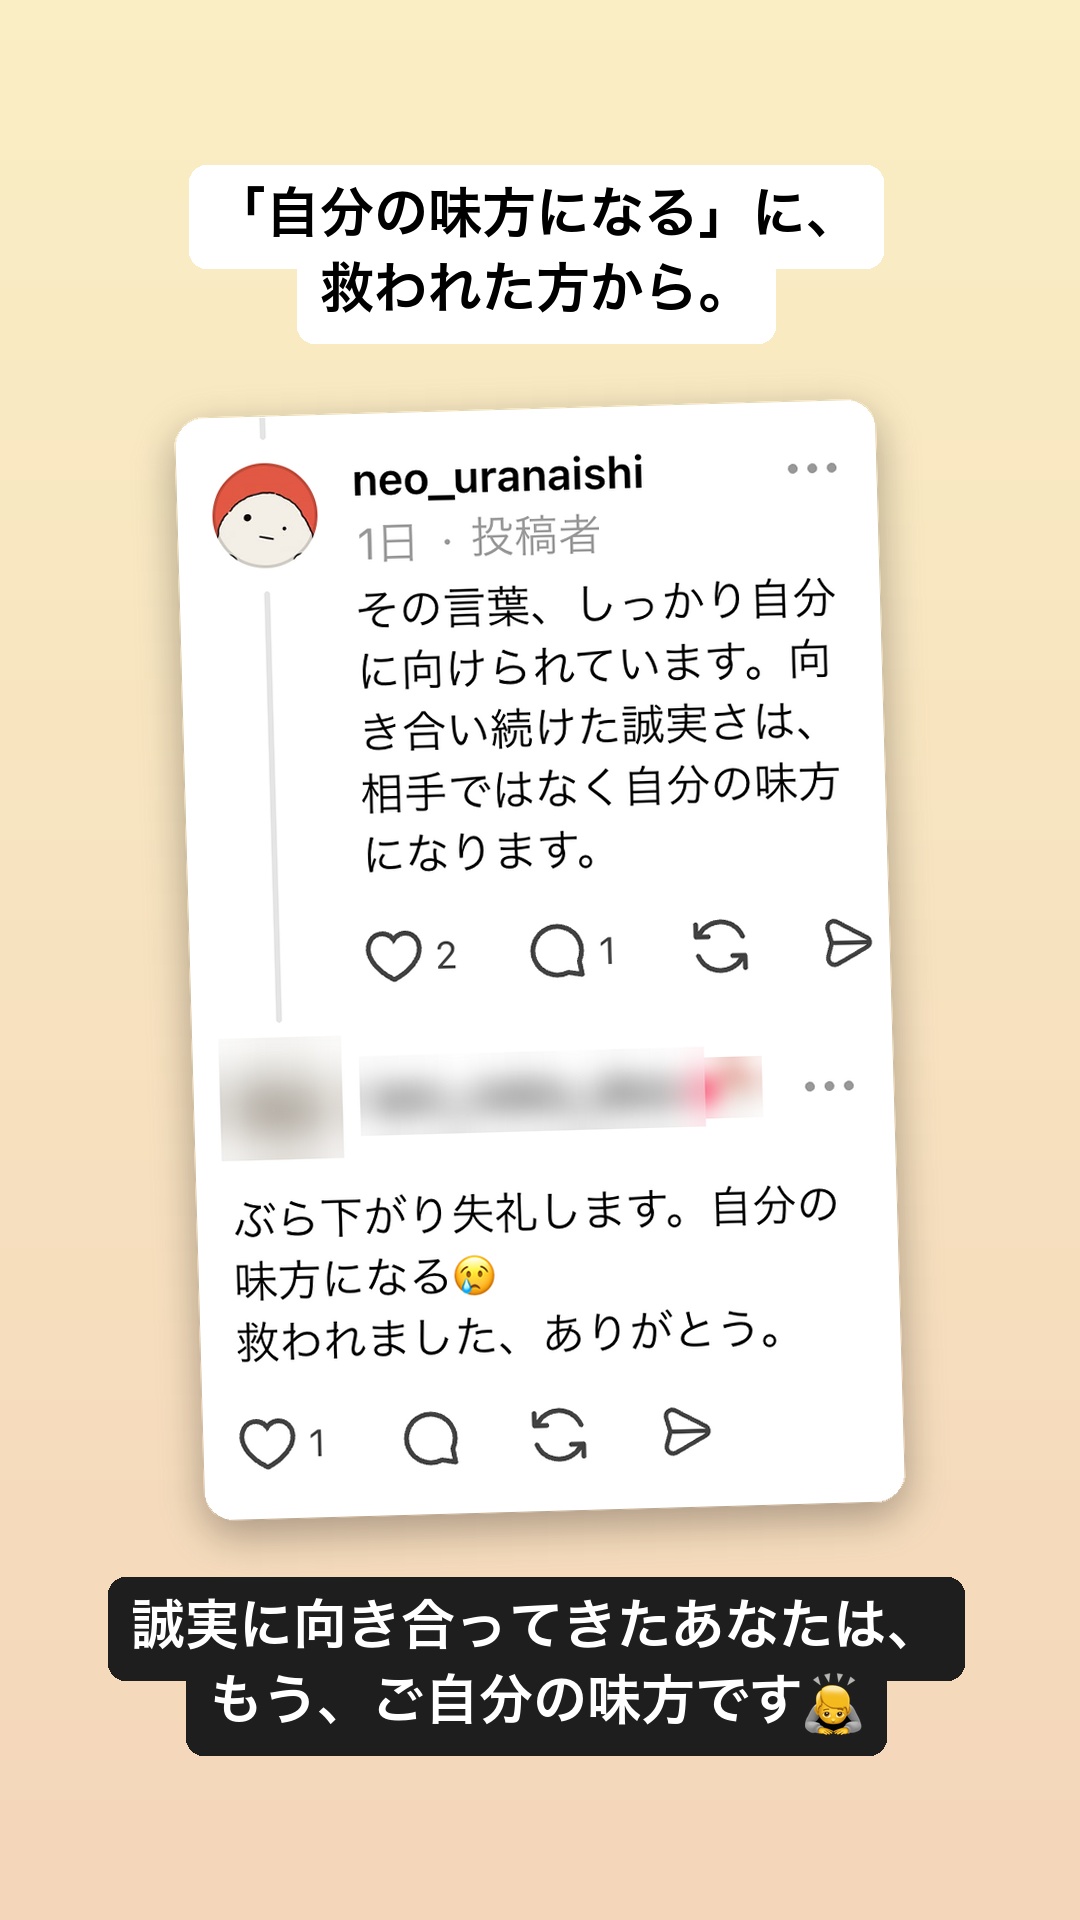 「自分の味方になる」に、
救われた方から。
neo_uranaishi
1日 · 投稿者
その言葉、しっかり自分
に向けられています。向
き合い続けた誠実さは、
相手ではなく自分の味方
になります。
2 1
ぶら下がり失礼します。自分の
味方になる😢
救われました、ありがとう。
1
誠実に向き合ってきたあなたは、
もう、ご自分の味方です🙇